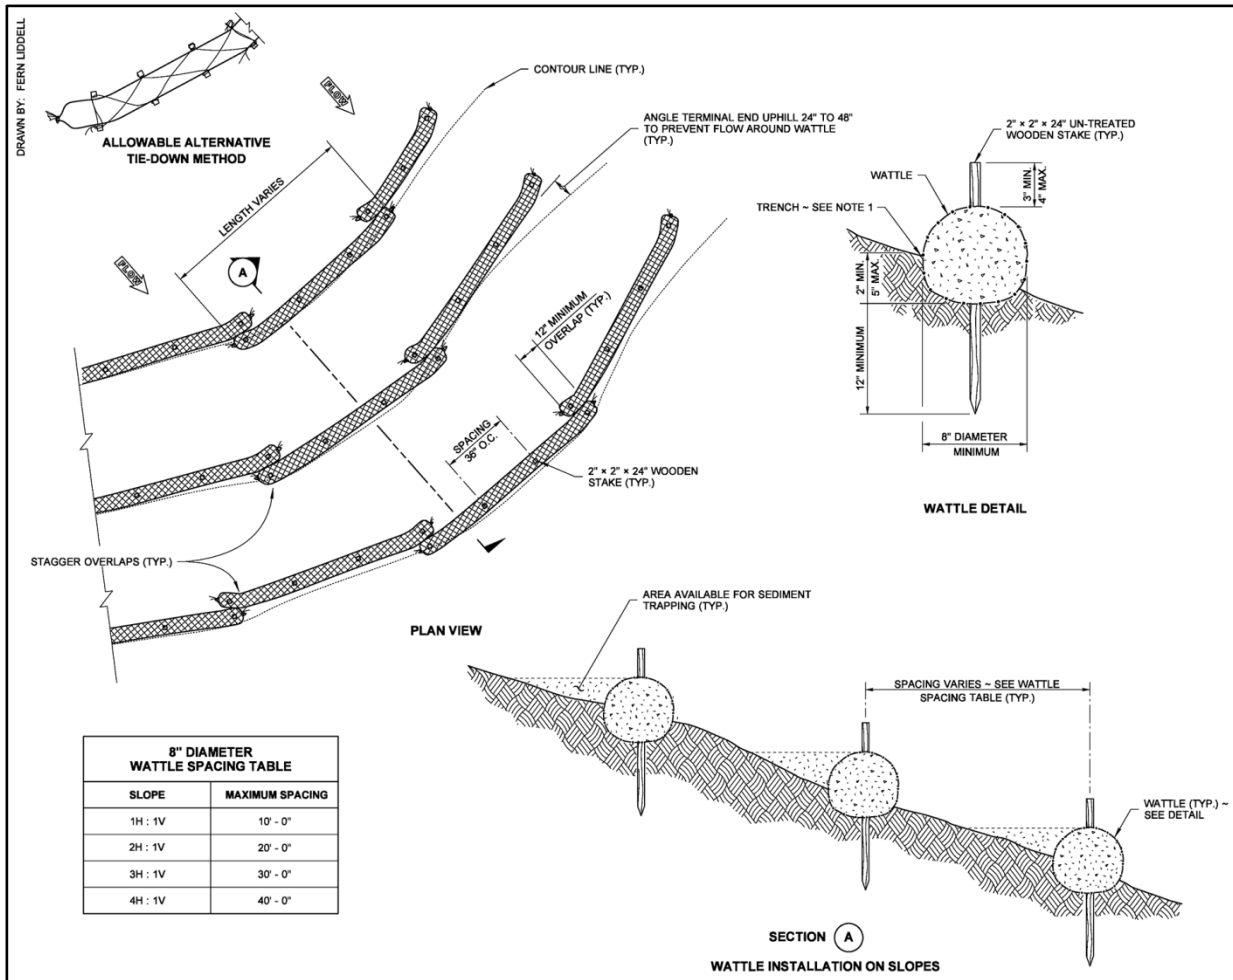 DRAWN BY: FERN LIDDELL
ALLOWABLE ALTERNATIVE
TIE-DOWN METHOD
FLOW
CONTOUR LINE (TYP.)
ANGLE TERMINAL END UPHILL 24" TO 48"
TO PREVENT FLOW AROUND WATTLE
(TYP.)
LENGTH VARIES
FLOW
A
12" MINIMUM
OVERLAP (TYP.)
SPACING
36" O.C.
2" × 2" × 24" WOODEN
STAKE (TYP.)
STAGGER OVERLAPS (TYP.)
PLAN VIEW
2" × 2" × 24" UN-TREATED
WOODEN STAKE (TYP.)
WATTLE
3" MIN.
4" MAX.
TRENCH ~ SEE NOTE 1
2" MIN.
5" MAX.
12" MINIMUM
8" DIAMETER
MINIMUM
WATTLE DETAIL
AREA AVAILABLE FOR SEDIMENT
TRAPPING (TYP.)
SPACING VARIES ~ SEE WATTLE
SPACING TABLE (TYP.)
WATTLE (TYP.) ~
SEE DETAIL
8" DIAMETER
WATTLE SPACING TABLE
SLOPE MAXIMUM SPACING
1H : 1V 10' - 0"
2H : 1V 20' - 0"
3H : 1V 30' - 0"
4H : 1V 40' - 0"
SECTION A
WATTLE INSTALLATION ON SLOPES